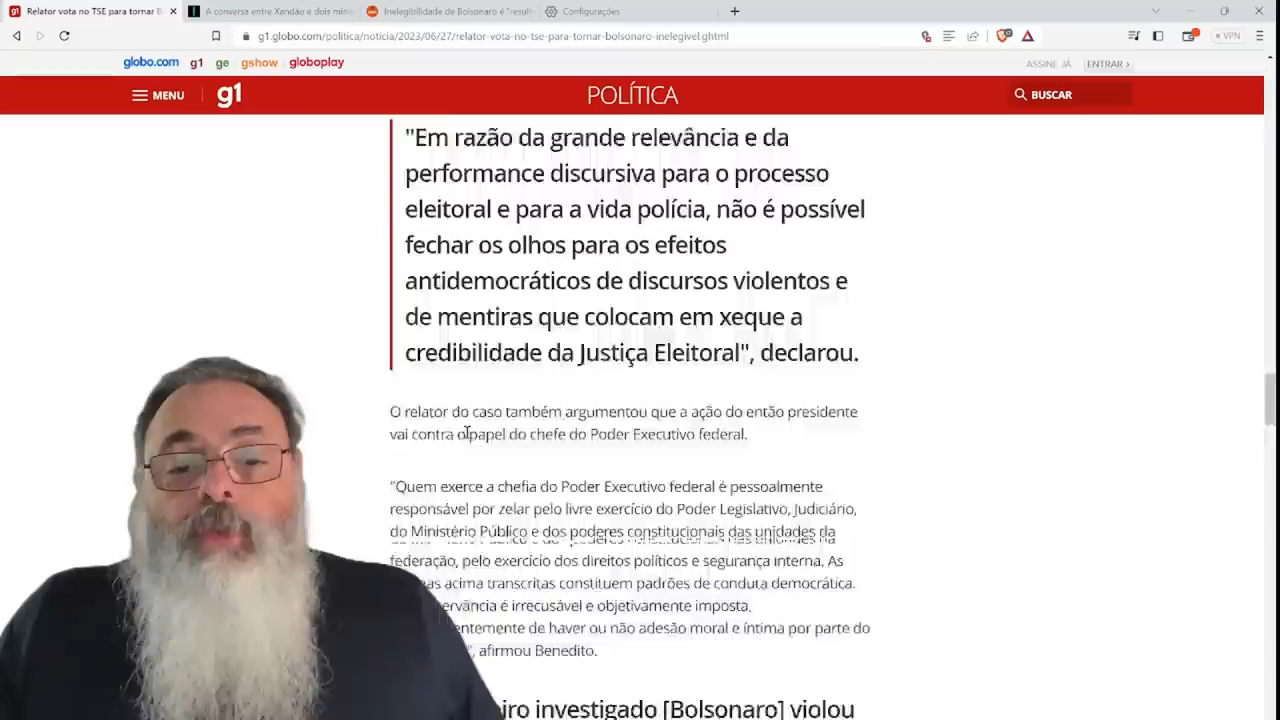 Relator vota no TSE para tornar B
A conversa entre Xandão e dois minis
Inelegibilidade de Bolsonaro é "result
Configurações
g1.globo.com/politica/noticia/2023/06/27/relator-vota-no-tse-para-tornar-bolsonaro-inelegivel.ghtml
VPN
globo.com g1 ge gshow globoplay
ASSINE JÁ ENTRAR ›
MENU g1 POLÍTICA BUSCAR
"Em razão da grande relevância e da
performance discursiva para o processo
eleitoral e para a vida polícia, não é possível
fechar os olhos para os efeitos
antidemocráticos de discursos violentos e
de mentiras que colocam em xeque a
credibilidade da Justiça Eleitoral", declarou.
O relator do caso também argumentou que a ação do então presidente
vai contra o papel do chefe do Poder Executivo federal.
"Quem exerce a chefia do Poder Executivo federal é pessoalmente
responsável por zelar pelo livre exercício do Poder Legislativo, Judiciário,
do Ministério Público e dos poderes constitucionais das unidades da
federação, pelo exercício dos direitos políticos e segurança interna. As
acima transcritas constituem padrões de conduta democrática.
é irrecusável e objetivamente imposta,
de haver ou não adesão moral e íntima por parte do
", afirmou Benedito.
investigado [Bolsonaro] violou